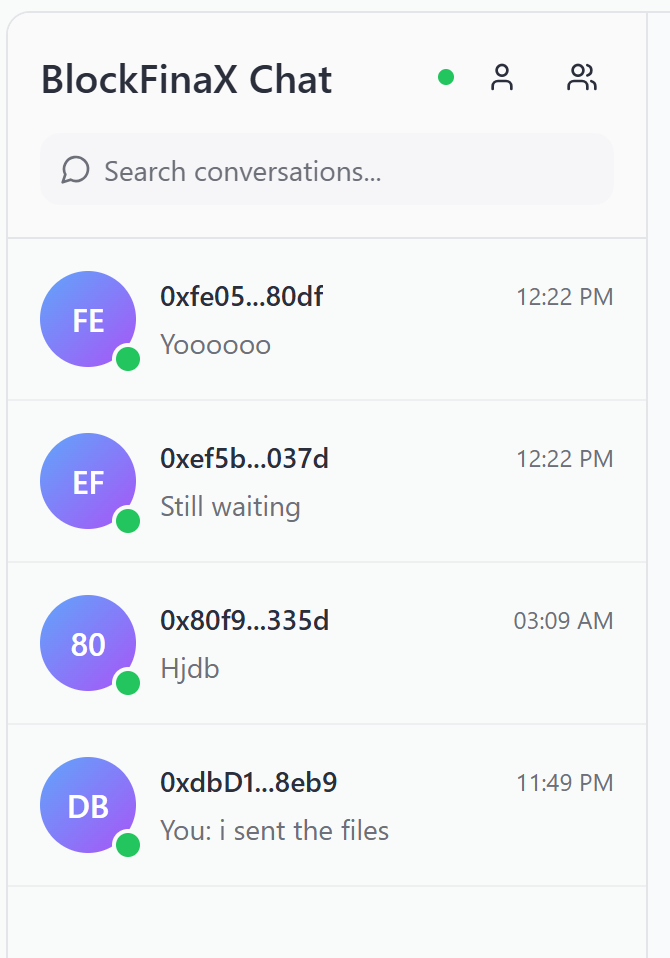 BlockFinaX Chat
Search conversations...
FE
0xfe05...80df
12:22 PM
Yoooooo
EF
0xef5b...037d
12:22 PM
Still waiting
80
0x80f9...335d
03:09 AM
Hjdb
DB
0xdbD1...8eb9
11:49 PM
You: i sent the files